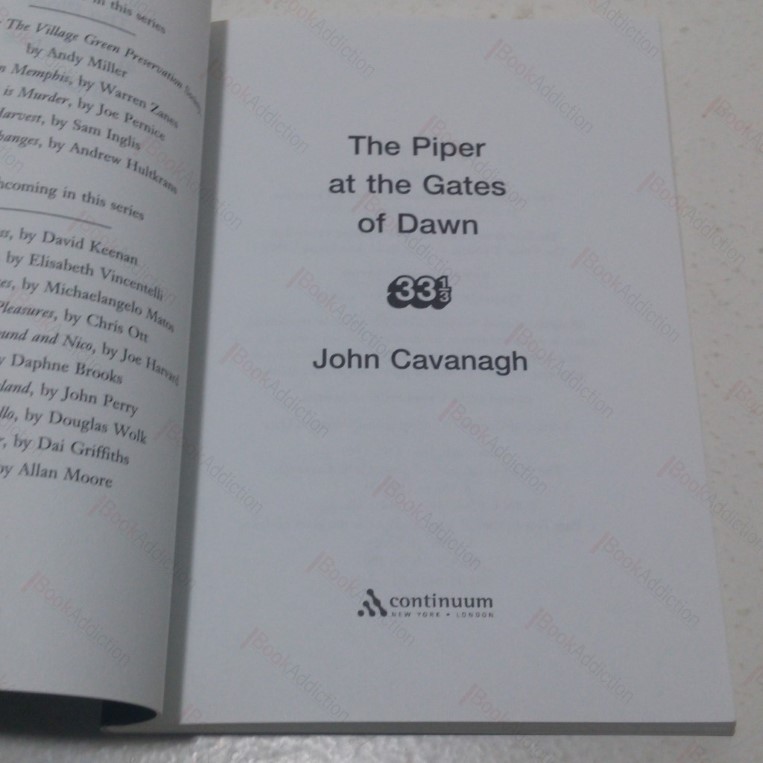 in this series
The Village Green Preservation Society,
by Andy Miller
Memphis, by Warren Zanes
is Murder, by Joe Pernice
Harvest, by Sam Inglis
by Andrew Hultkrans
in this series
by David Keenan
by Elisabeth Vincentelli
by Michaelangelo Matos
Pleasures, by Chris Ott
und and Nico, by Joe Harvard
Daphne Brooks
land, by John Perry
llo, by Douglas Wolk
by Dai Griffiths
by Allan Moore
The Piper
at the Gates
of Dawn
33 1/3
John Cavanagh
continuum
NEW YORK • LONDON
BookAddiction